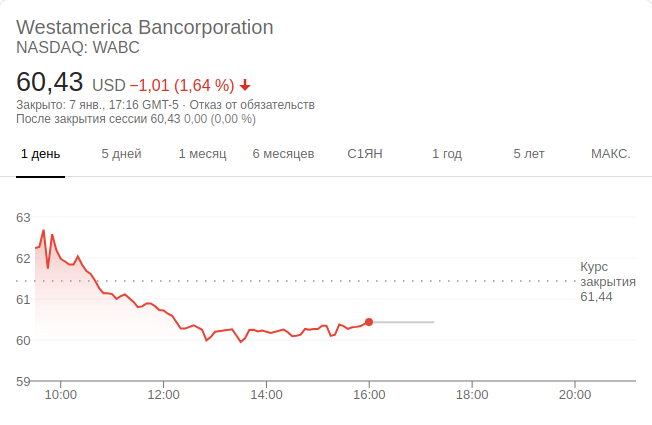 Westamerica Bancorporation
NASDAQ: WABC
60,43 USD −1,01 (1,64 %)
Закрыто: 7 янв., 17:16 GMT-5 · Отказ от обязательств
После закрытия сессии 60,43 0,00 (0,00 %)
1 день 5 дней 1 месяц 6 месяцев С1ЯН 1 год 5 лет МАКС.
63
62
Курс
закрытия
61,44
61
60
59
10:00 12:00 14:00 16:00 18:00 20:00